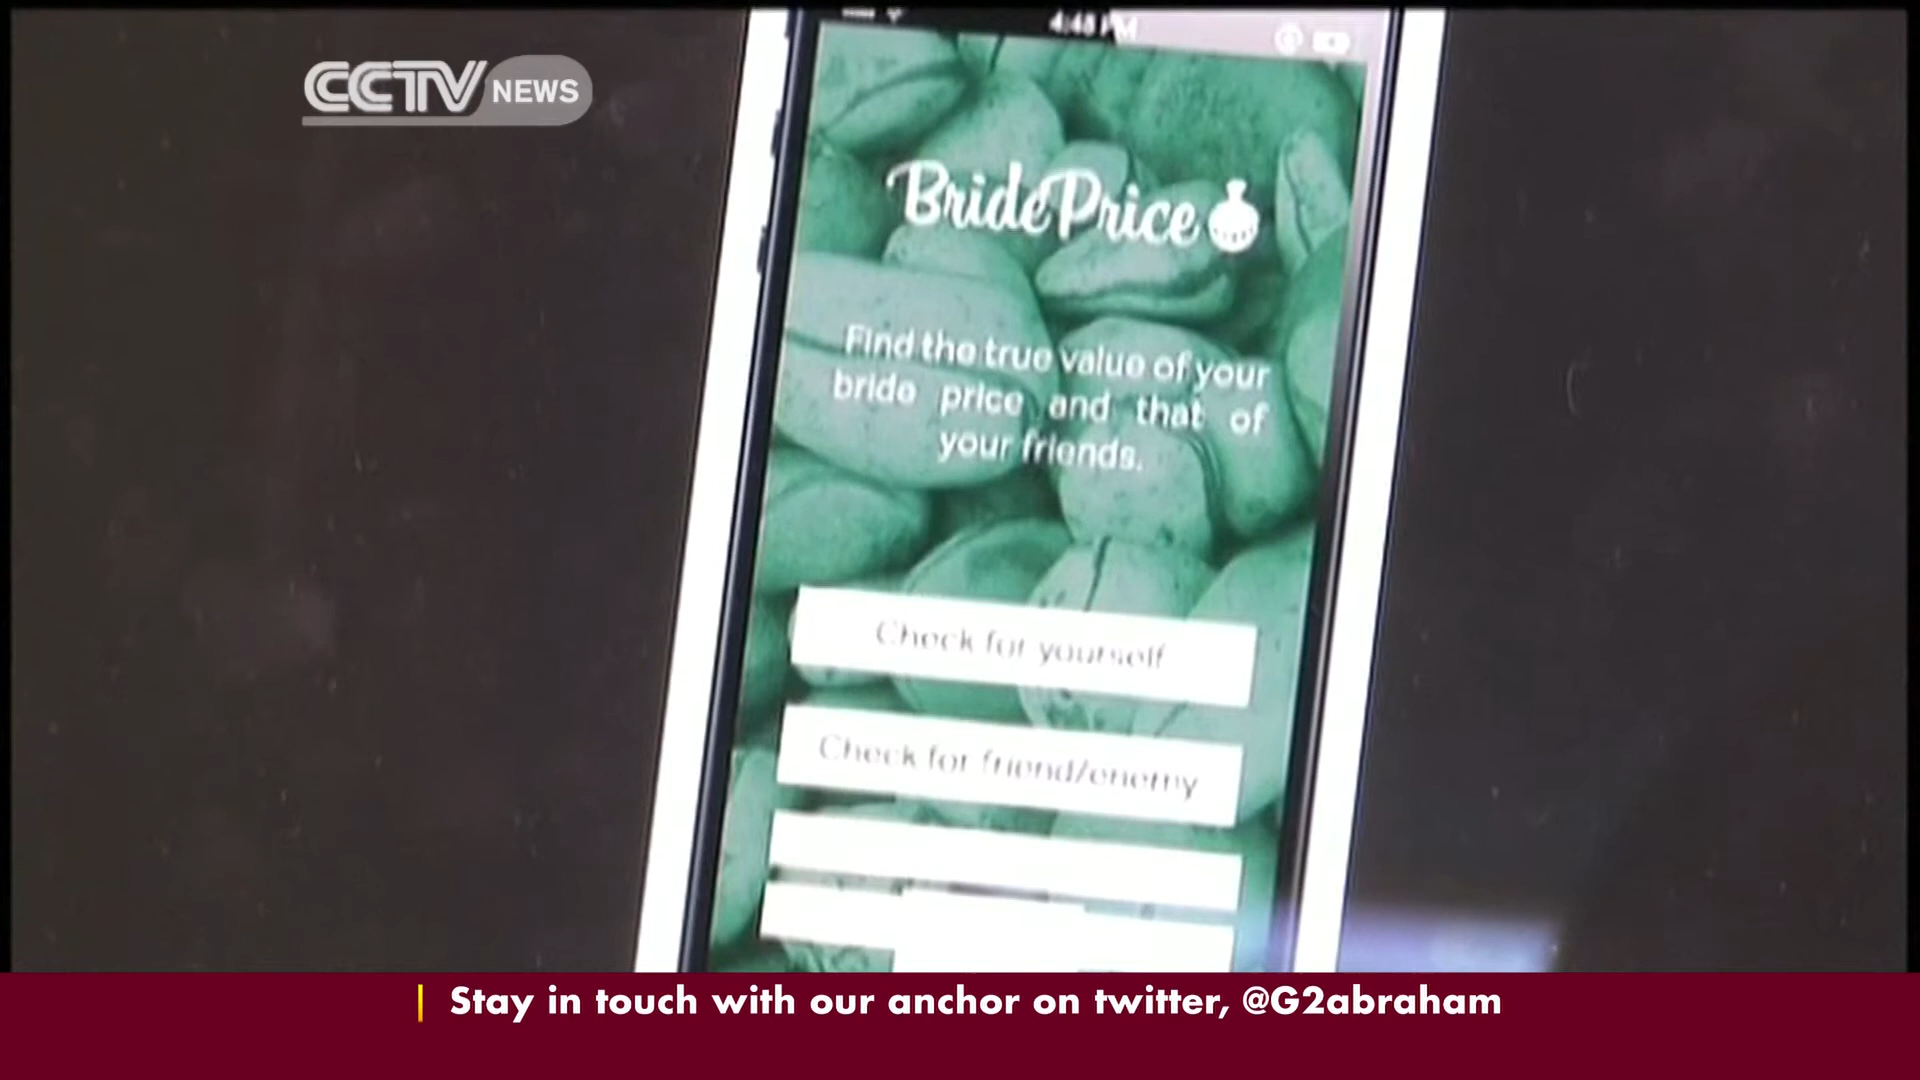 4:48 PM
CCTV NEWS
BridePrice
Find the true value of your
bride price and that of
your friends.
Check for yourself
Check for friend/enemy
Stay in touch with our anchor on twitter, @G2abraham